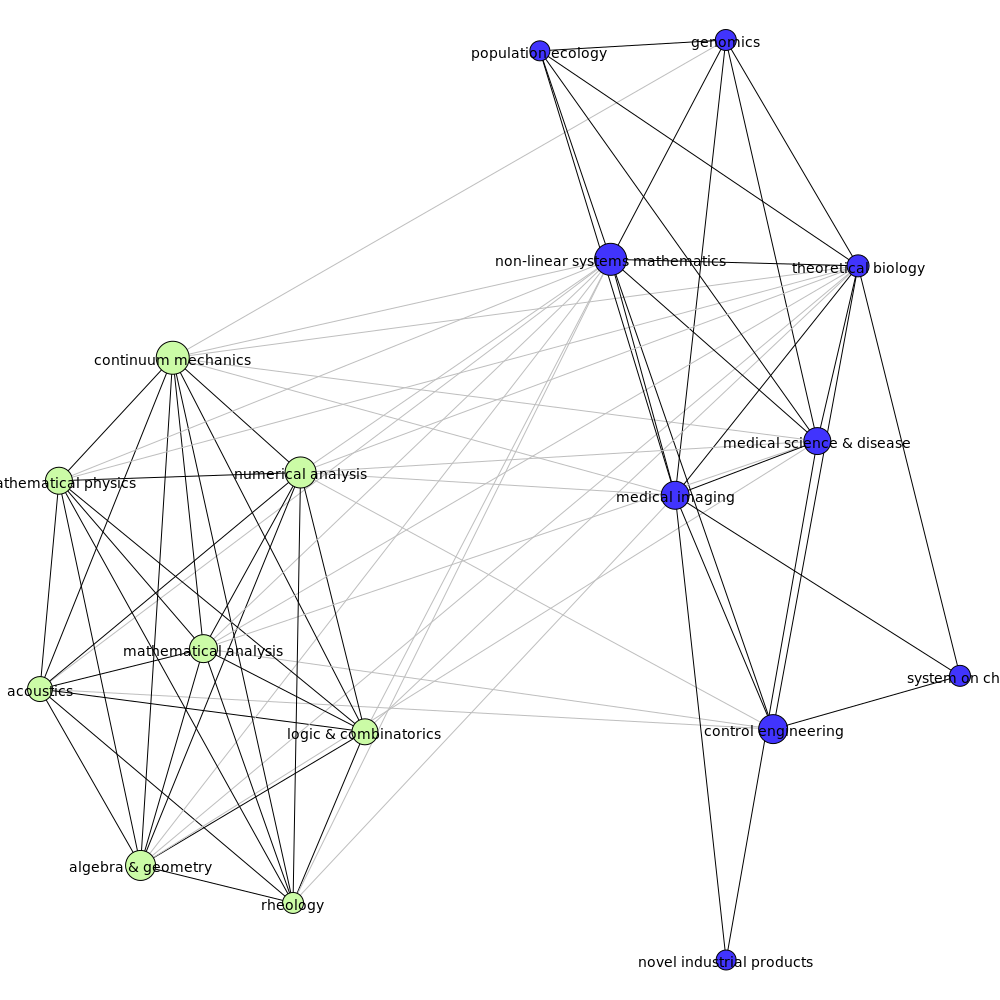 genomics
population ecology
non-linear systems mathematics
theoretical biology
continuum mechanics
medical science & disease
numerical analysis
athematical physics
medical imaging
mathematical analysis
system on ch
acoustics
control engineering
logic & combinatorics
algebra & geometry
rheology
novel industrial products